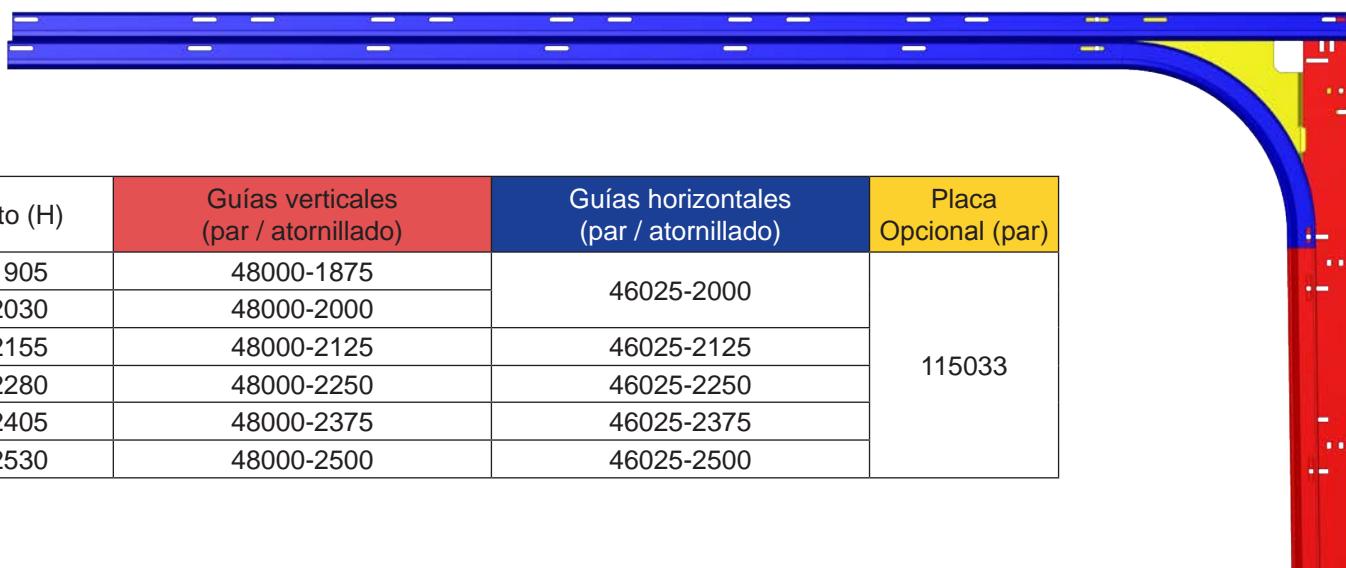 to (H)
Guías verticales
(par / atornillado)
Guías horizontales
(par / atornillado)
Placa
Opcional (par)
905 48000-1875
46025-2000
2030 48000-2000
2155 48000-2125 46025-2125
115033
2280 48000-2250 46025-2250
2405 48000-2375 46025-2375
2530 48000-2500 46025-2500